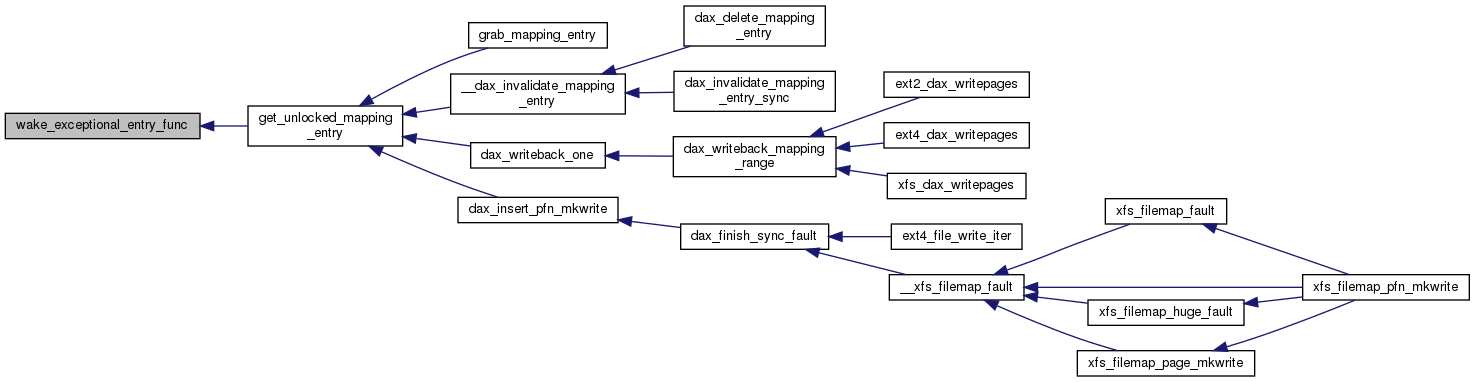 wake_exceptional_entry_func
get_unlocked_mapping
_entry
grab_mapping_entry
__dax_invalidate_mapping
_entry
dax_delete_mapping
_entry
dax_invalidate_mapping
_entry_sync
dax_writeback_one
dax_writeback_mapping
_range
ext2_dax_writepages
ext4_dax_writepages
xfs_dax_writepages
dax_insert_pfn_mkwrite
dax_finish_sync_fault
ext4_file_write_iter
__xfs_filemap_fault
xfs_filemap_fault
xfs_filemap_pfn_mkwrite
xfs_filemap_huge_fault
xfs_filemap_page_mkwrite